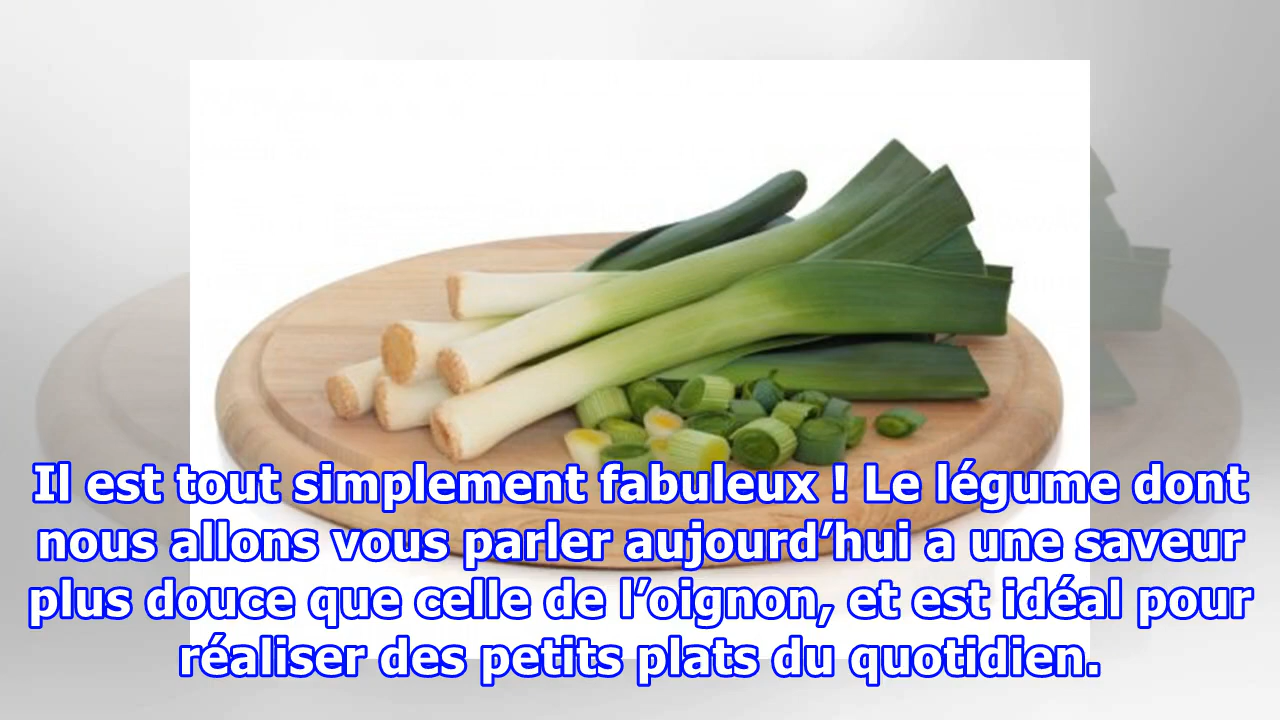 Il est tout simplement fabuleux ! Le légume dont
nous allons vous parler aujourd’hui a une saveur
plus douce que celle de l’oignon, et est idéal pour
réaliser des petits plats du quotidien.